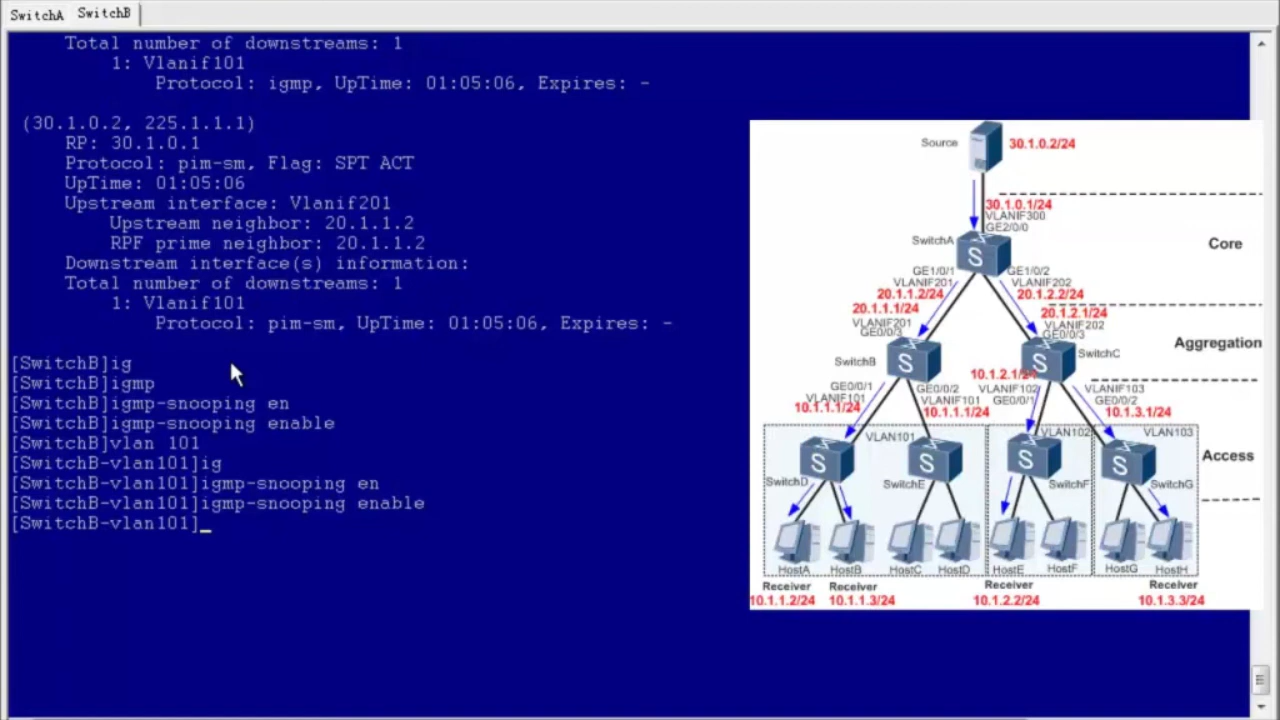 SwitchA SwitchB
Total number of downstreams: 1
1: Vlanif101
Protocol: igmp, UpTime: 01:05:06, Expires: -
(30.1.0.2, 225.1.1.1)
RP: 30.1.0.1
Protocol: pim-sm, Flag: SPT ACT
UpTime: 01:05:06
Upstream interface: Vlanif201
Upstream neighbor: 20.1.1.2
RPF prime neighbor: 20.1.1.2
Downstream interface(s) information:
Total number of downstreams: 1
1: Vlanif101
Protocol: pim-sm, UpTime: 01:05:06, Expires: -
[SwitchB]ig
[SwitchB]igmp
[SwitchB]igmp-snooping en
[SwitchB]igmp-snooping enable
[SwitchB]vlan 101
[SwitchB-vlan101]ig
[SwitchB-vlan101]igmp-snooping en
[SwitchB-vlan101]igmp-snooping enable
[SwitchB-vlan101]_
Source 30.1.0.2/24
30.1.0.1/24
VLANIF300
GE2/0/0
SwitchA S
Core
GE1/0/1 GE1/0/2
VLANIF201 VLANIF202
20.1.1.2/24 20.1.2.2/24
20.1.1.1/24 20.1.2.1/24
VLANIF201 VLANIF202
GE0/0/3 GE0/0/3
Aggregation
SwitchB S S SwitchC
10.1.2.1/24
GE0/0/1 GE0/0/2 VLANIF102 VLANIF103
VLANIF101 VLANIF101 GE0/0/1 GE0/0/2
10.1.1.1/24 10.1.1.1/24 10.1.3.1/24
VLAN101 VLAN102 VLAN103
S S S S
Access
SwitchD SwitchE SwitchF SwitchG
HostA HostB HostC HostD HostE HostF HostG HostH
Receiver Receiver Receiver Receiver
10.1.1.2/24 10.1.1.3/24 10.1.2.2/24 10.1.3.3/24